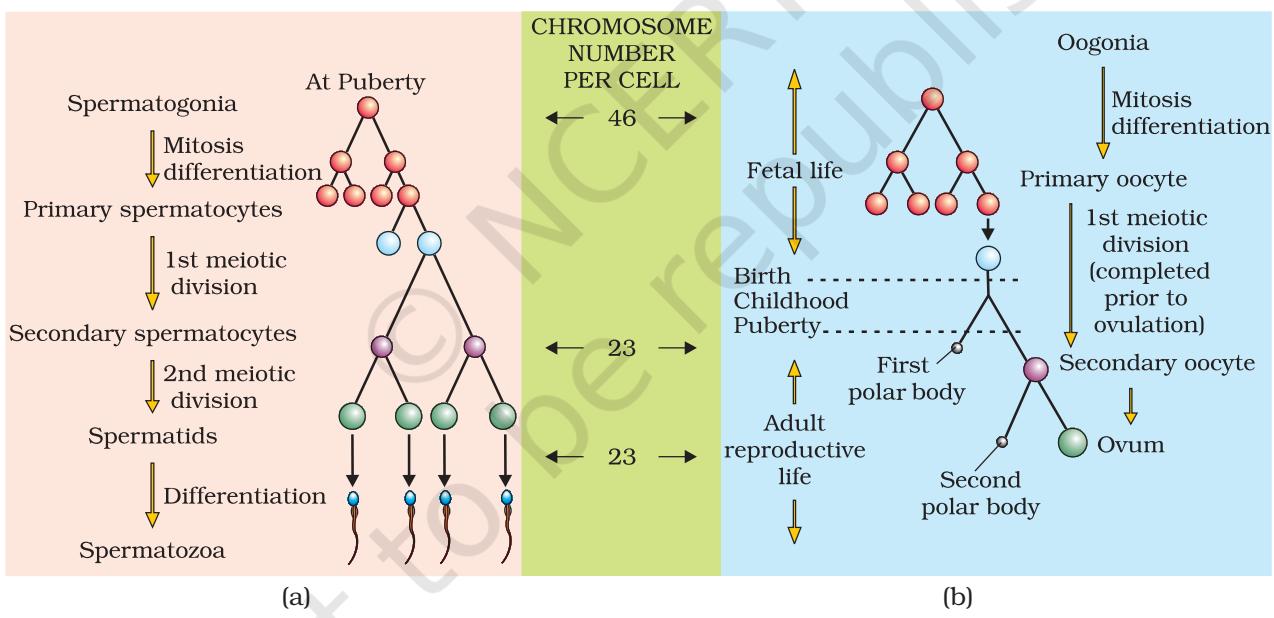 At Puberty
Spermatogonia
Mitosis
differentiation
Primary spermatocytes
1st meiotic
division
Secondary spermatocytes
2nd meiotic
division
Spermatids
Differentiation
Spermatozoa
(a)
CHROMOSOME
NUMBER
PER CELL
46
23
23
Oogonia
Mitosis
differentiation
Fetal life
Primary oocyte
1st meiotic
division
(completed
prior to
ovulation)
Birth
Childhood
Puberty
First
polar body
Secondary oocyte
Adult
reproductive
life
Ovum
Second
polar body
(b)
© NCERT
not to be republis